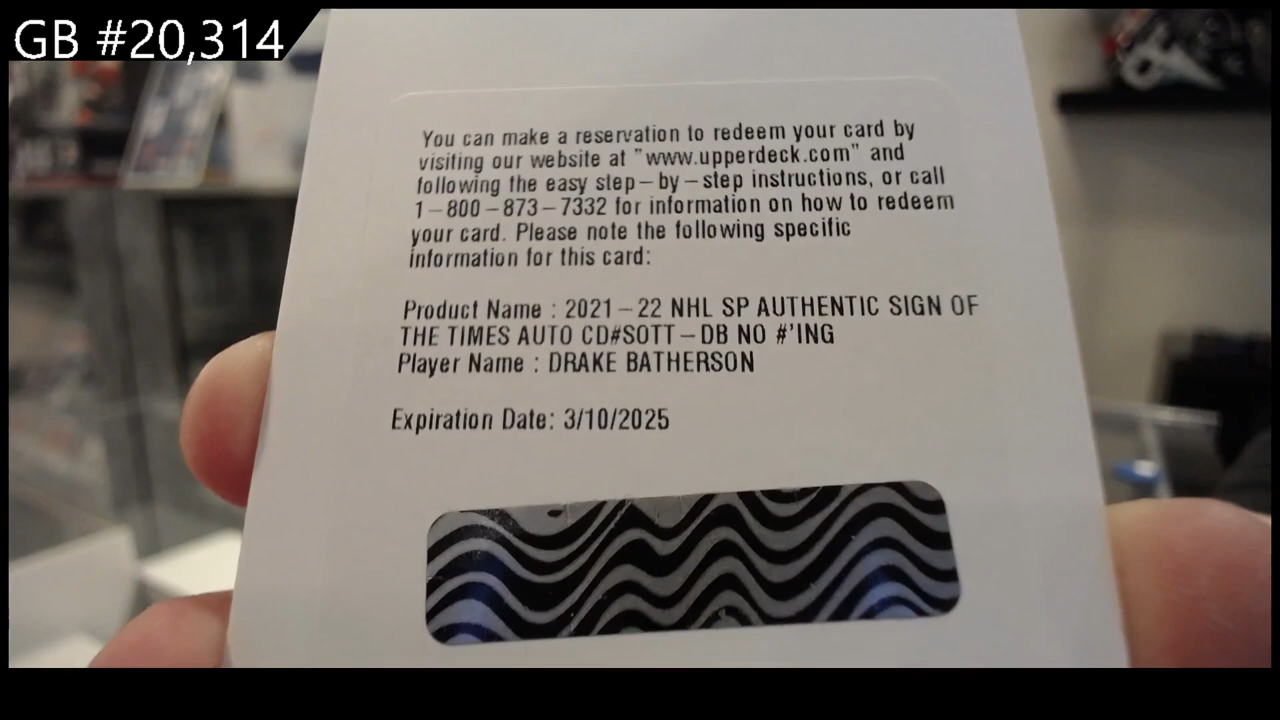 GB #20,314
You can make a reservation to redeem your card by
visiting our website at "www.upperdeck.com" and
following the easy step-by-step instructions, or call
1-800-873-7332 for information on how to redeem
your card. Please note the following specific
information for this card:
Product Name : 2021-22 NHL SP AUTHENTIC SIGN OF
THE TIMES AUTO CD#SOTT-DB NO #'ING
Player Name : DRAKE BATHERSON
Expiration Date: 3/10/2025